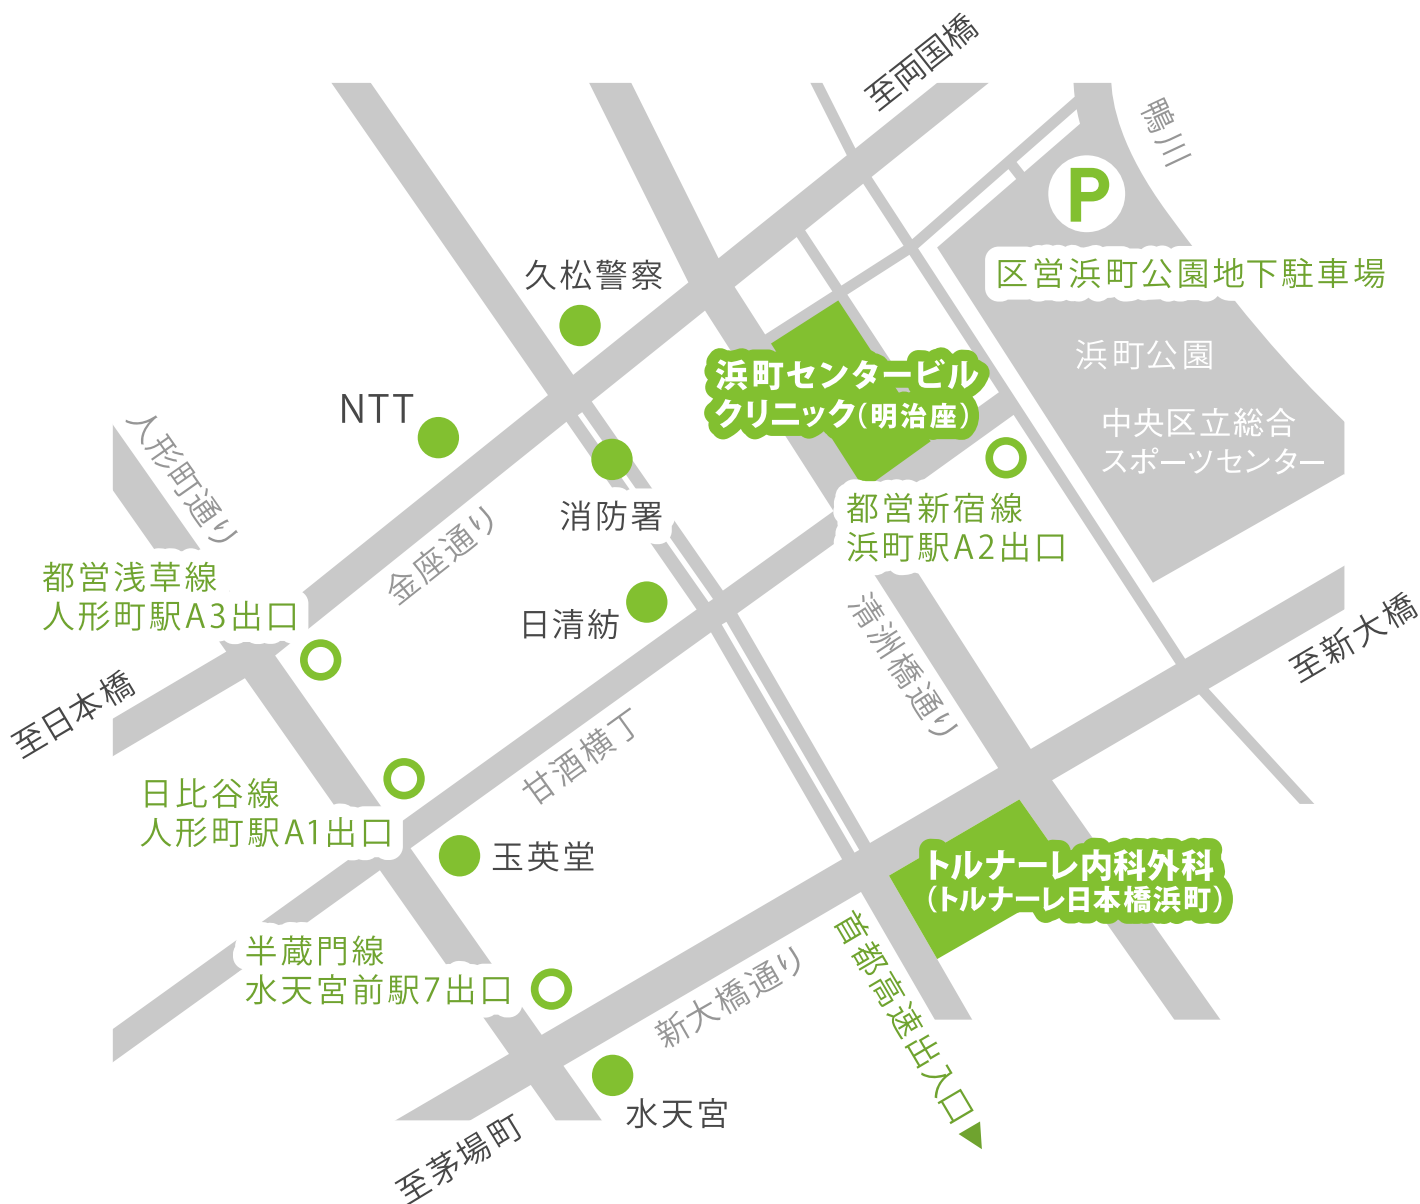 至両国橋
鴨川
P
区営浜町公園地下駐車場
久松警察
浜町公園
浜町センタービル
クリニック(明治座)
NTT
中央区立総合
スポーツセンター
人形町通り
消防署
都営新宿線
浜町駅A2出口
金座通り
都営浅草線
人形町駅A3出口
日清紡
清洲橋通り
至新大橋
至日本橋
甘酒横丁
日比谷線
人形町駅A1出口
玉英堂
トルナーレ内科外科
(トルナーレ日本橋浜町)
半蔵門線
水天宮前駅7出口
新大橋通り
首都高速出入口
水天宮
至茅場町